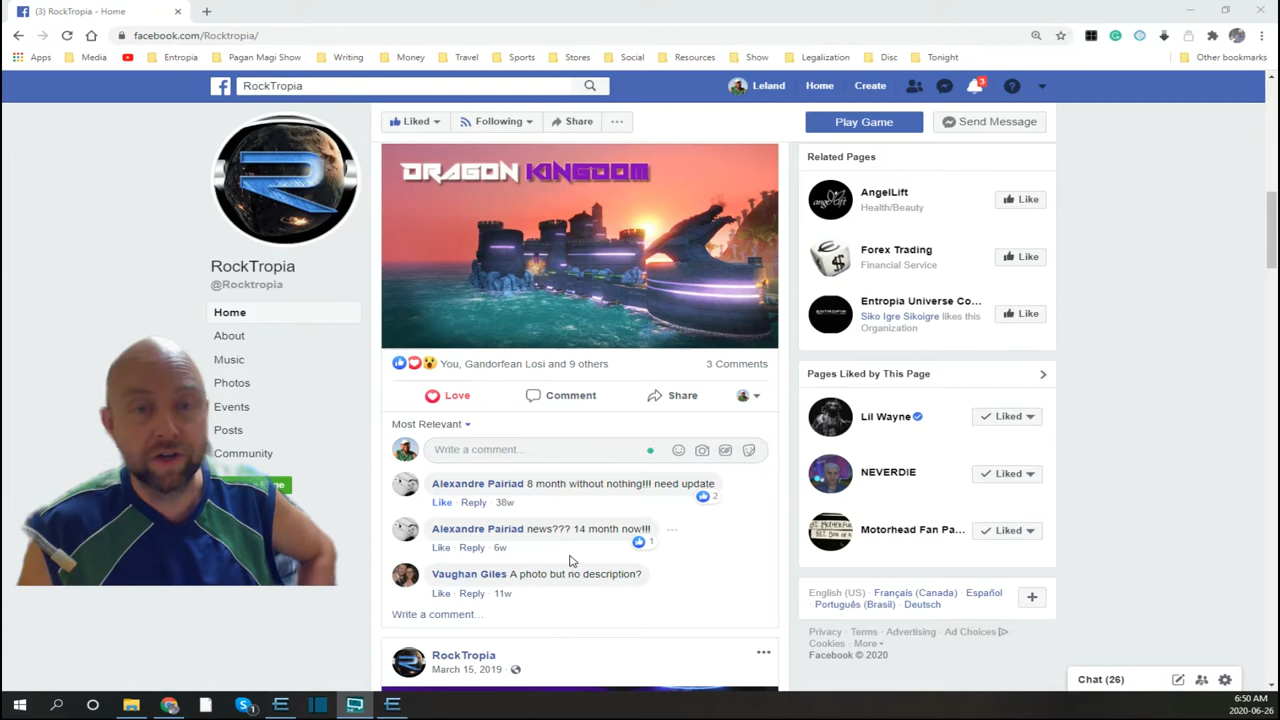 (3) RockTropia - Home
facebook.com/Rocktropia/
Apps Media Entropia Pagan Magi Show Writing Money Travel Sports Stores Social Resources Show Legalization Disc Tonight Other bookmarks
RockTropia
Leland Home Create 3
Liked Following Share
Play Game Send Message
DRAGON KINGDOM
RockTropia
@Rocktropia
Home
About
Music
Photos
Events
Posts
Community
You, Gandorfean Losi and 9 others 3 Comments
Love Comment Share
Most Relevant
Write a comment...
Alexandre Pairiad 8 month without nothing!!! need update
2
Like · Reply · 38w
Alexandre Pairiad news??? 14 month now!!!
1
Like · Reply · 6w
Vaughan Giles A photo but no description?
Like · Reply · 11w
Write a comment...
RockTropia
March 15, 2019 ·
Related Pages
AngelLift
Health/Beauty
Like
Forex Trading
Financial Service
Like
Entropia Universe Co...
Siko Igre Sikoigre likes this
Organization
Like
Pages Liked by This Page
Lil Wayne
Liked
NEVERDIE
Liked
Motorhead Fan Pa...
Liked
English (US) · Français (Canada) · Español ·
Português (Brasil) · Deutsch
Privacy · Terms · Advertising · Ad Choices ·
Cookies · More
Facebook © 2020
Chat (26)
6:50 AM
2020-06-26